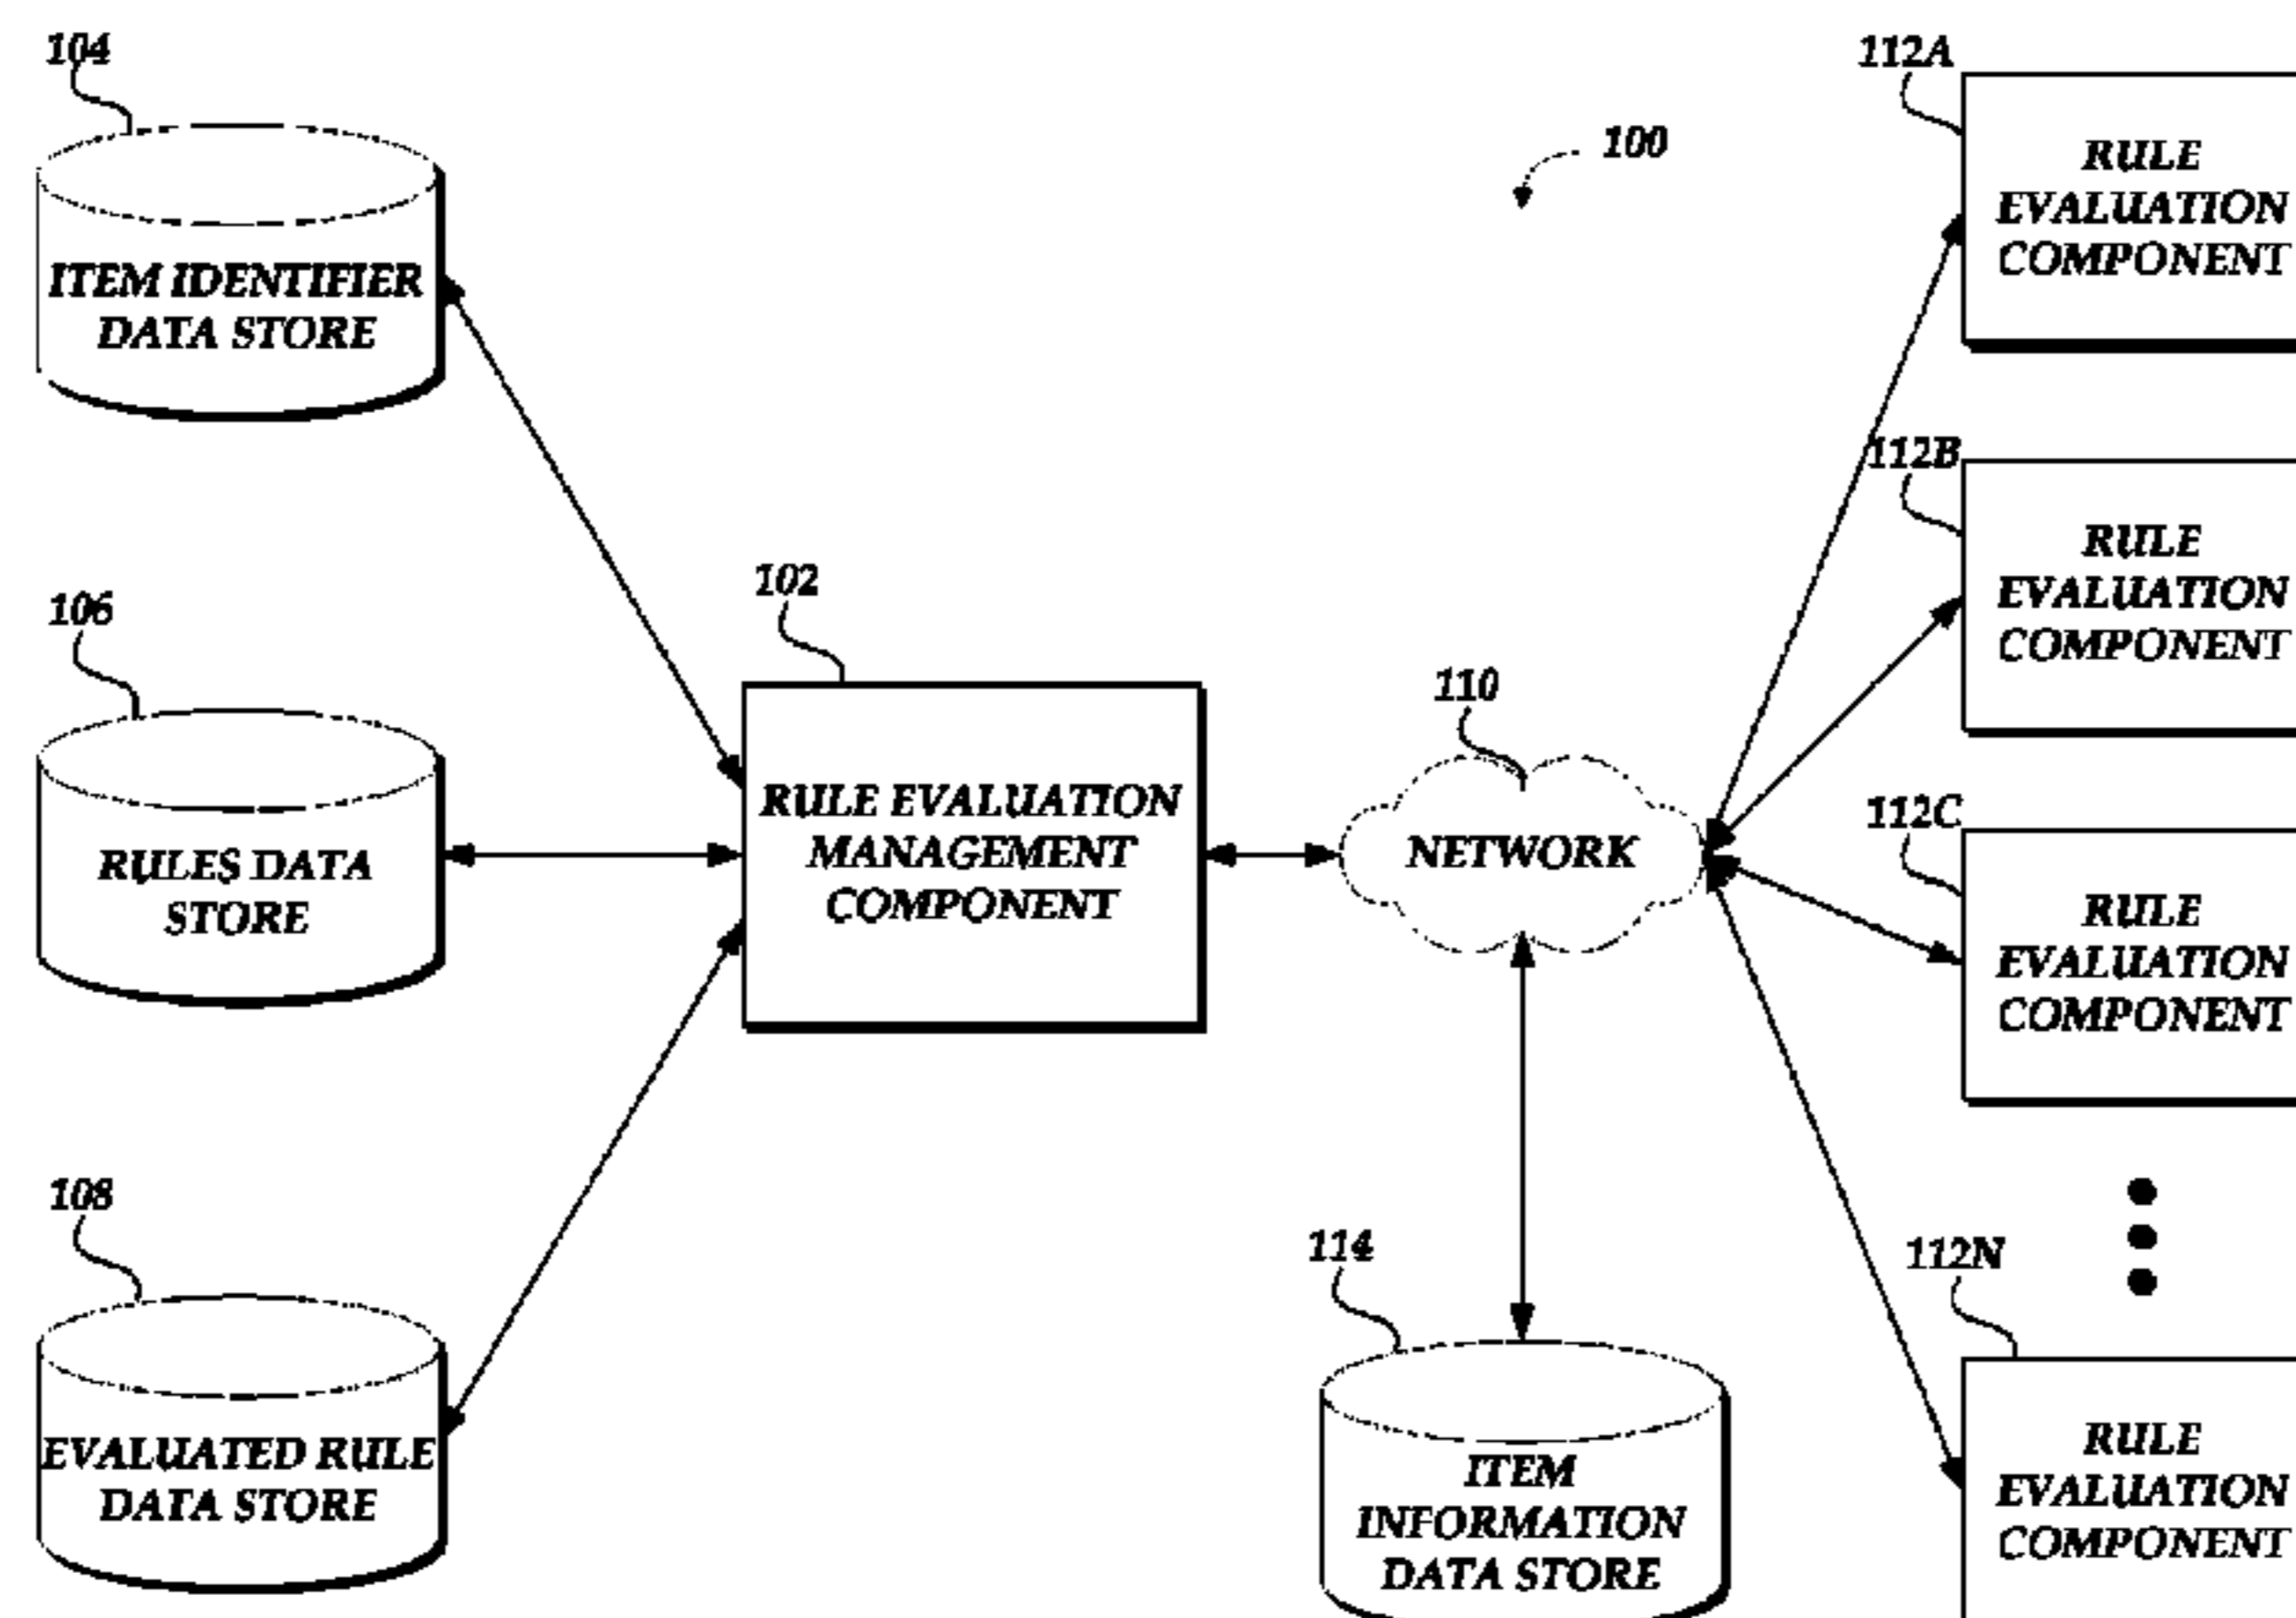 104
ITEM IDENTIFIER
DATA STORE
106
RULES DATA
STORE
108
EVALUATED RULE
DATA STORE
102
RULE EVALUATION
MANAGEMENT
COMPONENT
100
110
NETWORK
114
ITEM
INFORMATION
DATA STORE
112A
RULE
EVALUATION
COMPONENT
112B
RULE
EVALUATION
COMPONENT
112C
RULE
EVALUATION
COMPONENT
112N
RULE
EVALUATION
COMPONENT